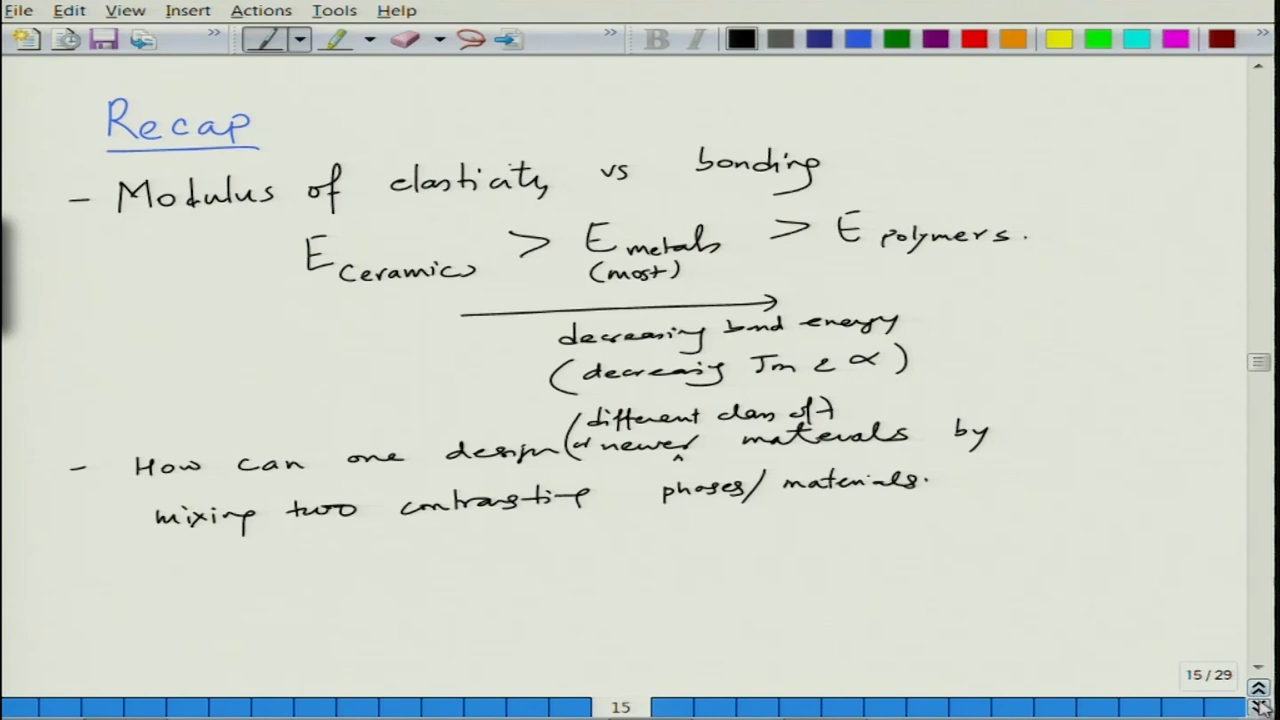 File Edit View Insert Actions Tools Help
B I
Recap
- Modulus of elasticity vs bonding
E ceramics > E metals > E polymers.
(most)
decreasing bond energy
(decreasing Tm & α)
(different class of)
- How can one design (or newer materials by
mixing two contrasting phases/materials.
15/29
15